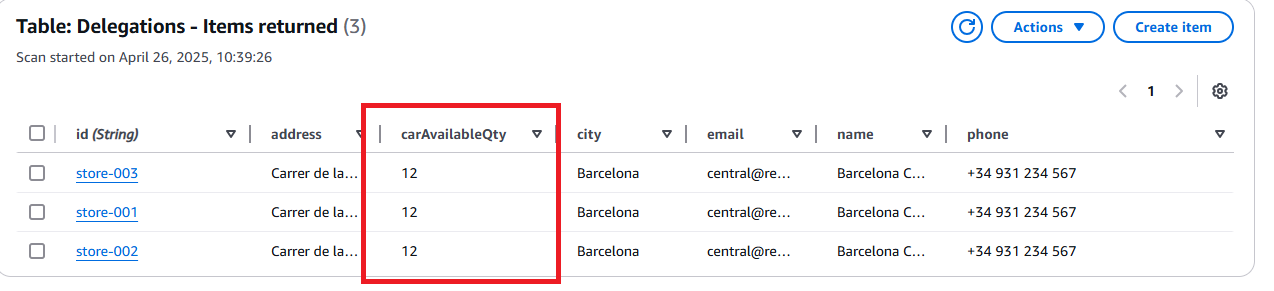 Table: Delegations - Items returned (3)
Actions
Create item
Scan started on April 26, 2025, 10:39:26
1
id (String) address carAvailableQty city email name phone
store-003 Carrer de la… 12 Barcelona central@re… Barcelona C… +34 931 234 567
store-001 Carrer de la… 12 Barcelona central@re… Barcelona C… +34 931 234 567
store-002 Carrer de la… 12 Barcelona central@re… Barcelona C… +34 931 234 567